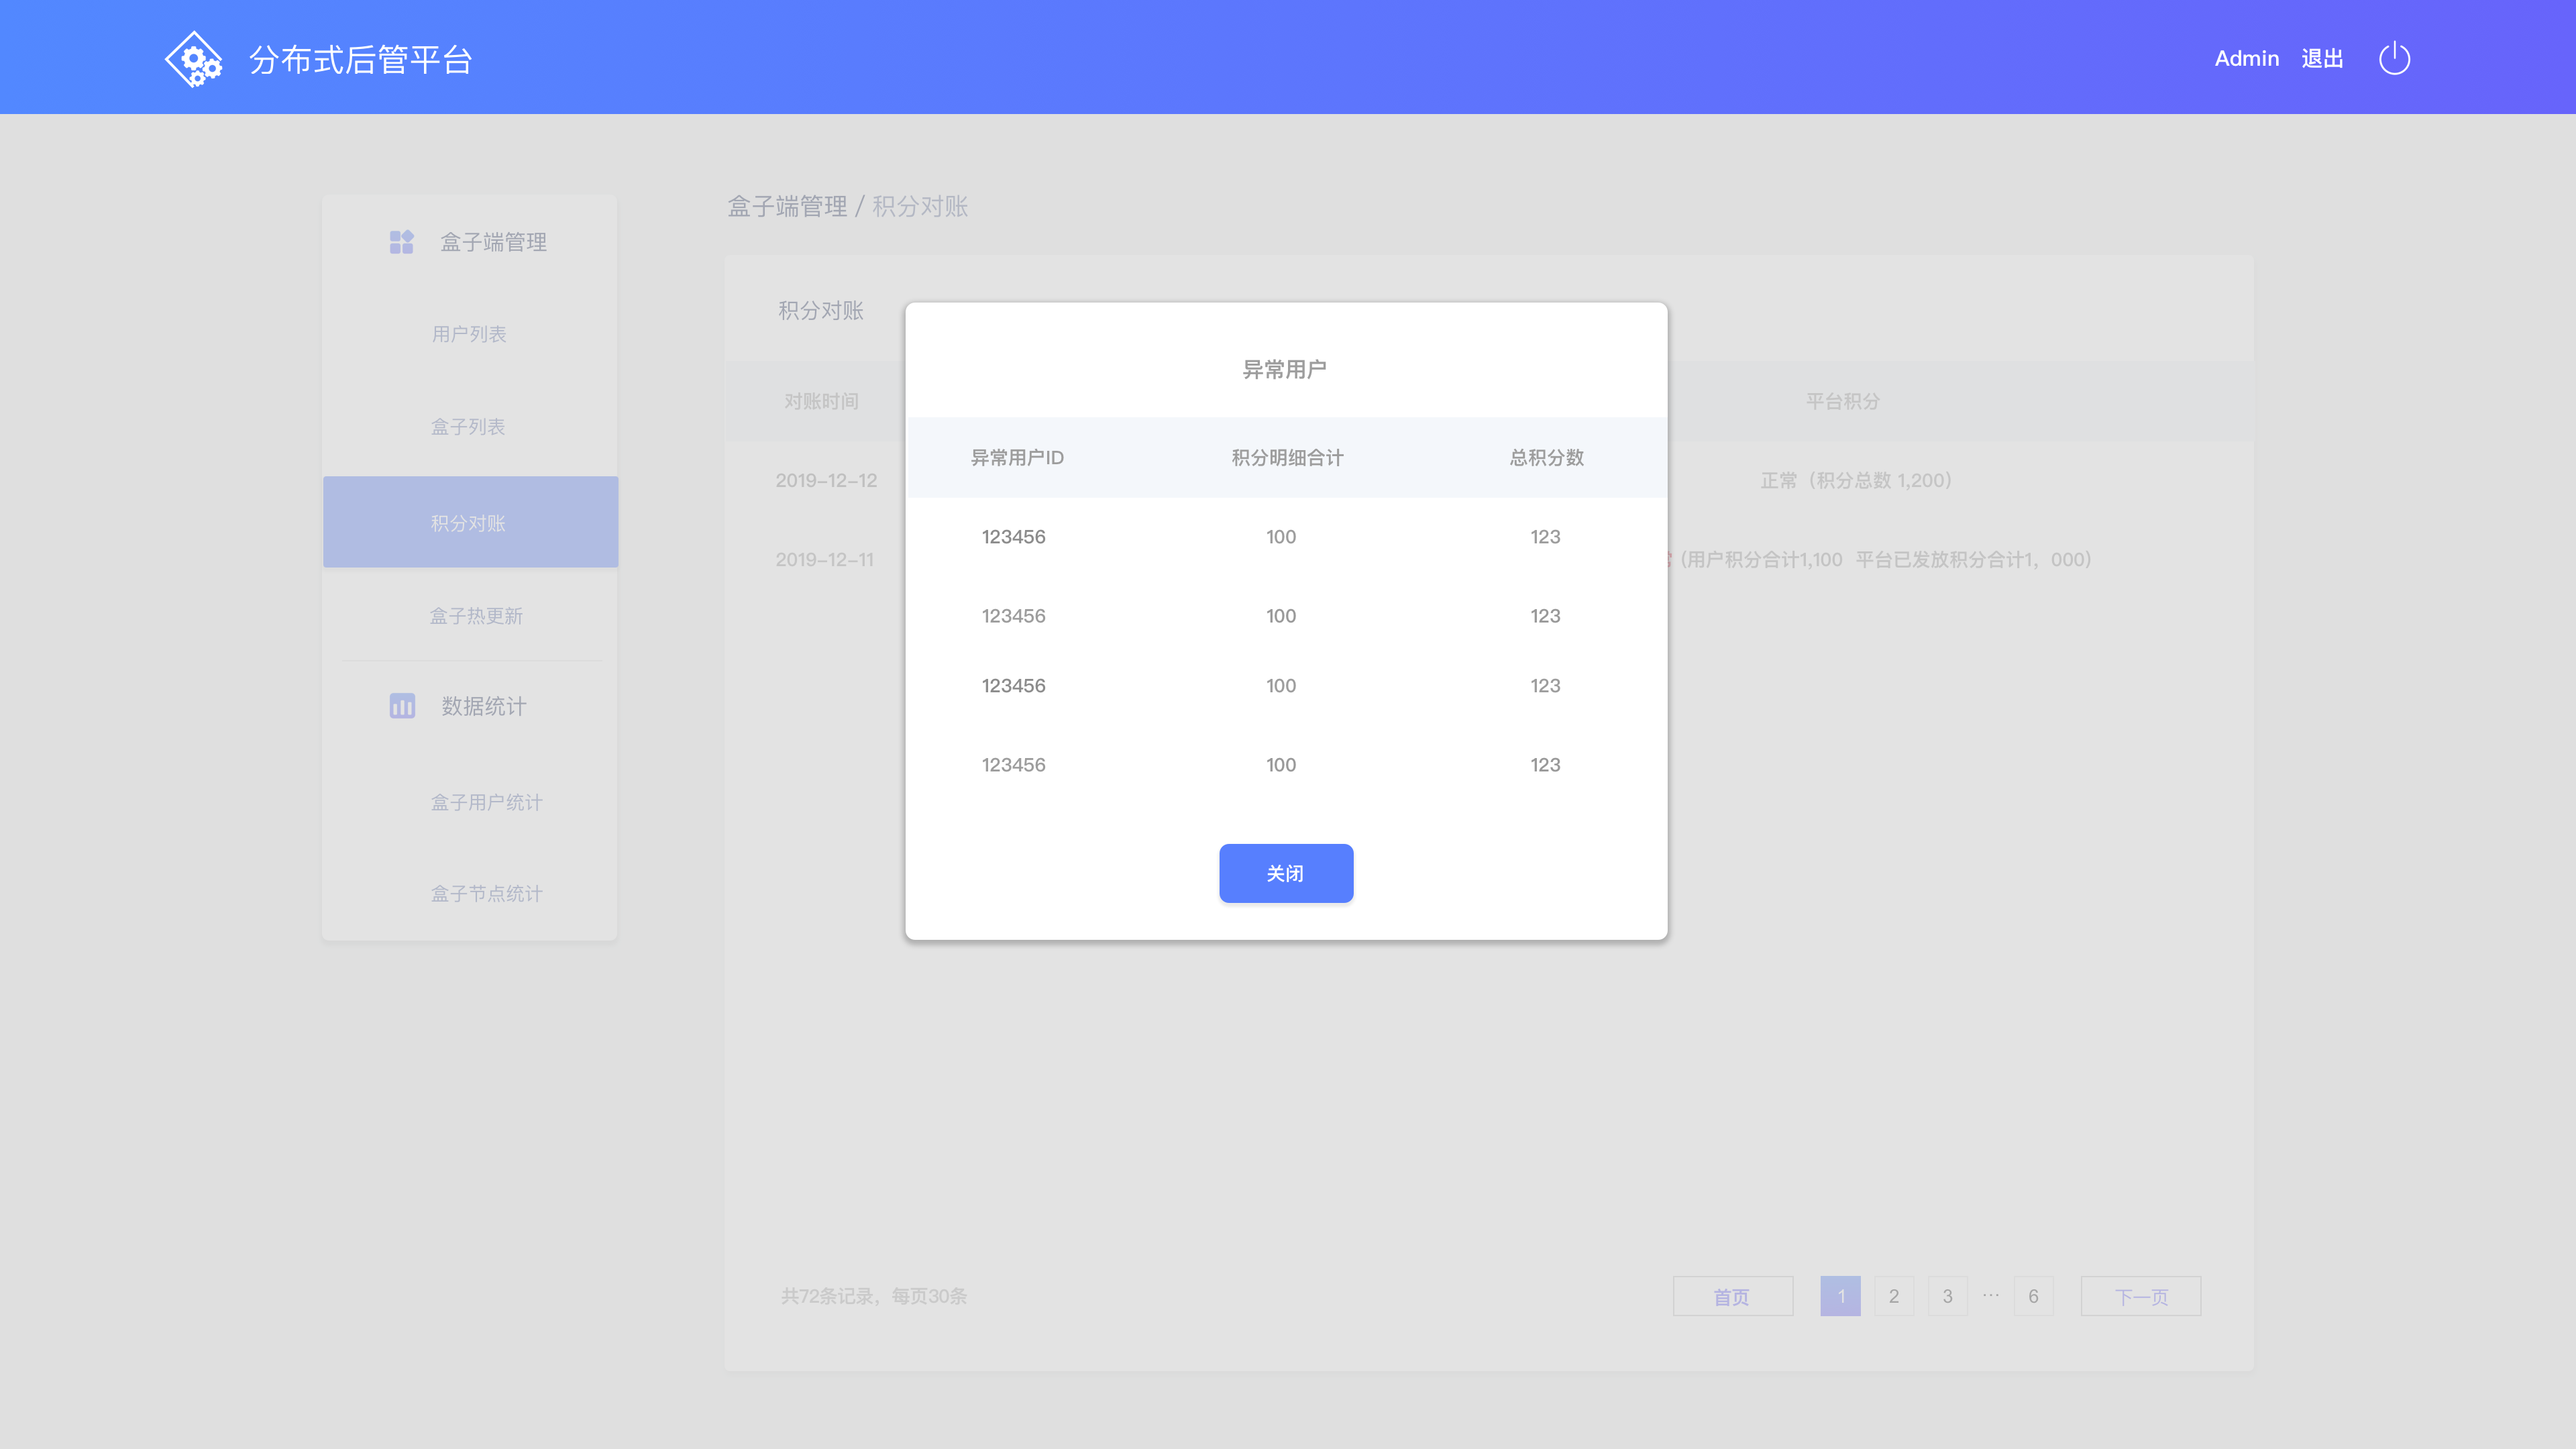 分布式后管平台
Admin 退出
盒子端管理 / 积分对账
盒子端管理
用户列表
盒子列表
积分对账
盒子热更新
数据统计
盒子用户统计
盒子节点统计
积分对账
对账时间 平台积分
2019-12-12 正常（积分总数 1,200）
2019-12-11 （用户积分合计1,100 平台已发放积分合计1，000）
异常用户
异常用户ID 积分明细合计 总积分数
123456 100 123
123456 100 123
123456 100 123
123456 100 123
关闭
共72条记录，每页30条
首页 1 2 3 ··· 6 下一页